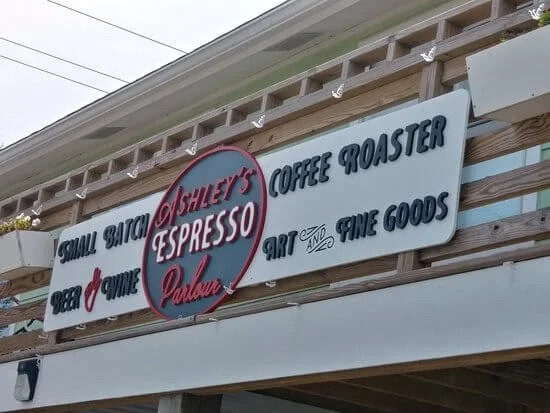 SMALL BATCH
BEER & WINE
ASHLEY'S
ESPRESSO
Parlour
COFFEE ROASTER
ART AND FINE GOODS